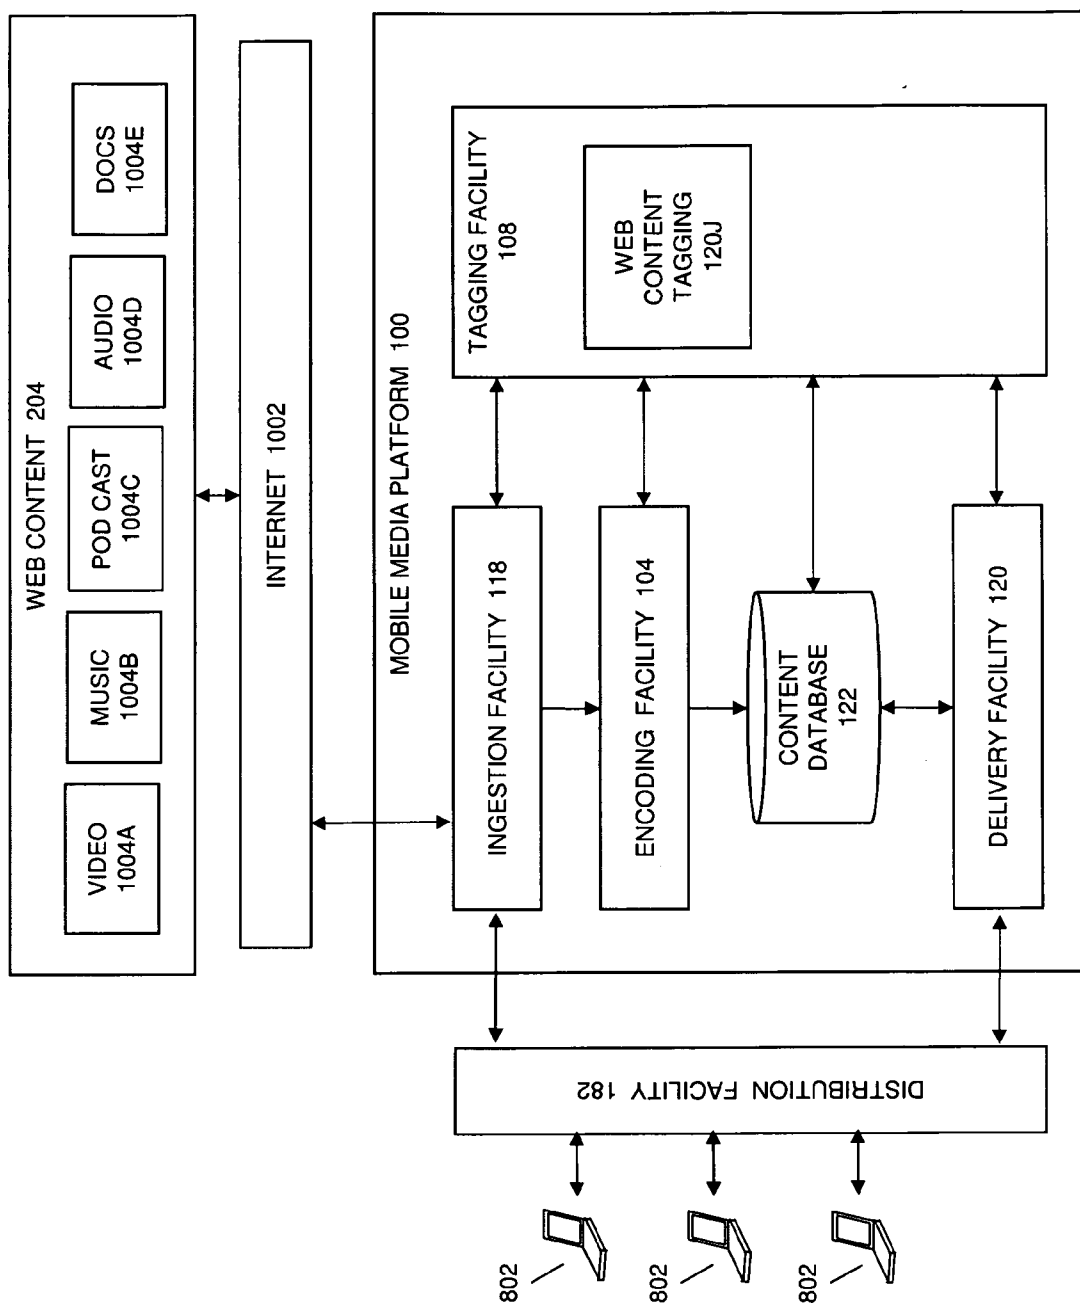 WEB CONTENT 204
VIDEO
1004A
MUSIC
1004B
POD CAST
1004C
AUDIO
1004D
DOCS
1004E
INTERNET 1002
MOBILE MEDIA PLATFORM 100
INGESTION FACILITY 118
ENCODING FACILITY 104
CONTENT
DATABASE
122
DELIVERY FACILITY 120
TAGGING FACILITY
108
WEB
CONTENT
TAGGING
120J
DISTRIBUTION FACILITY 182
802
802
802